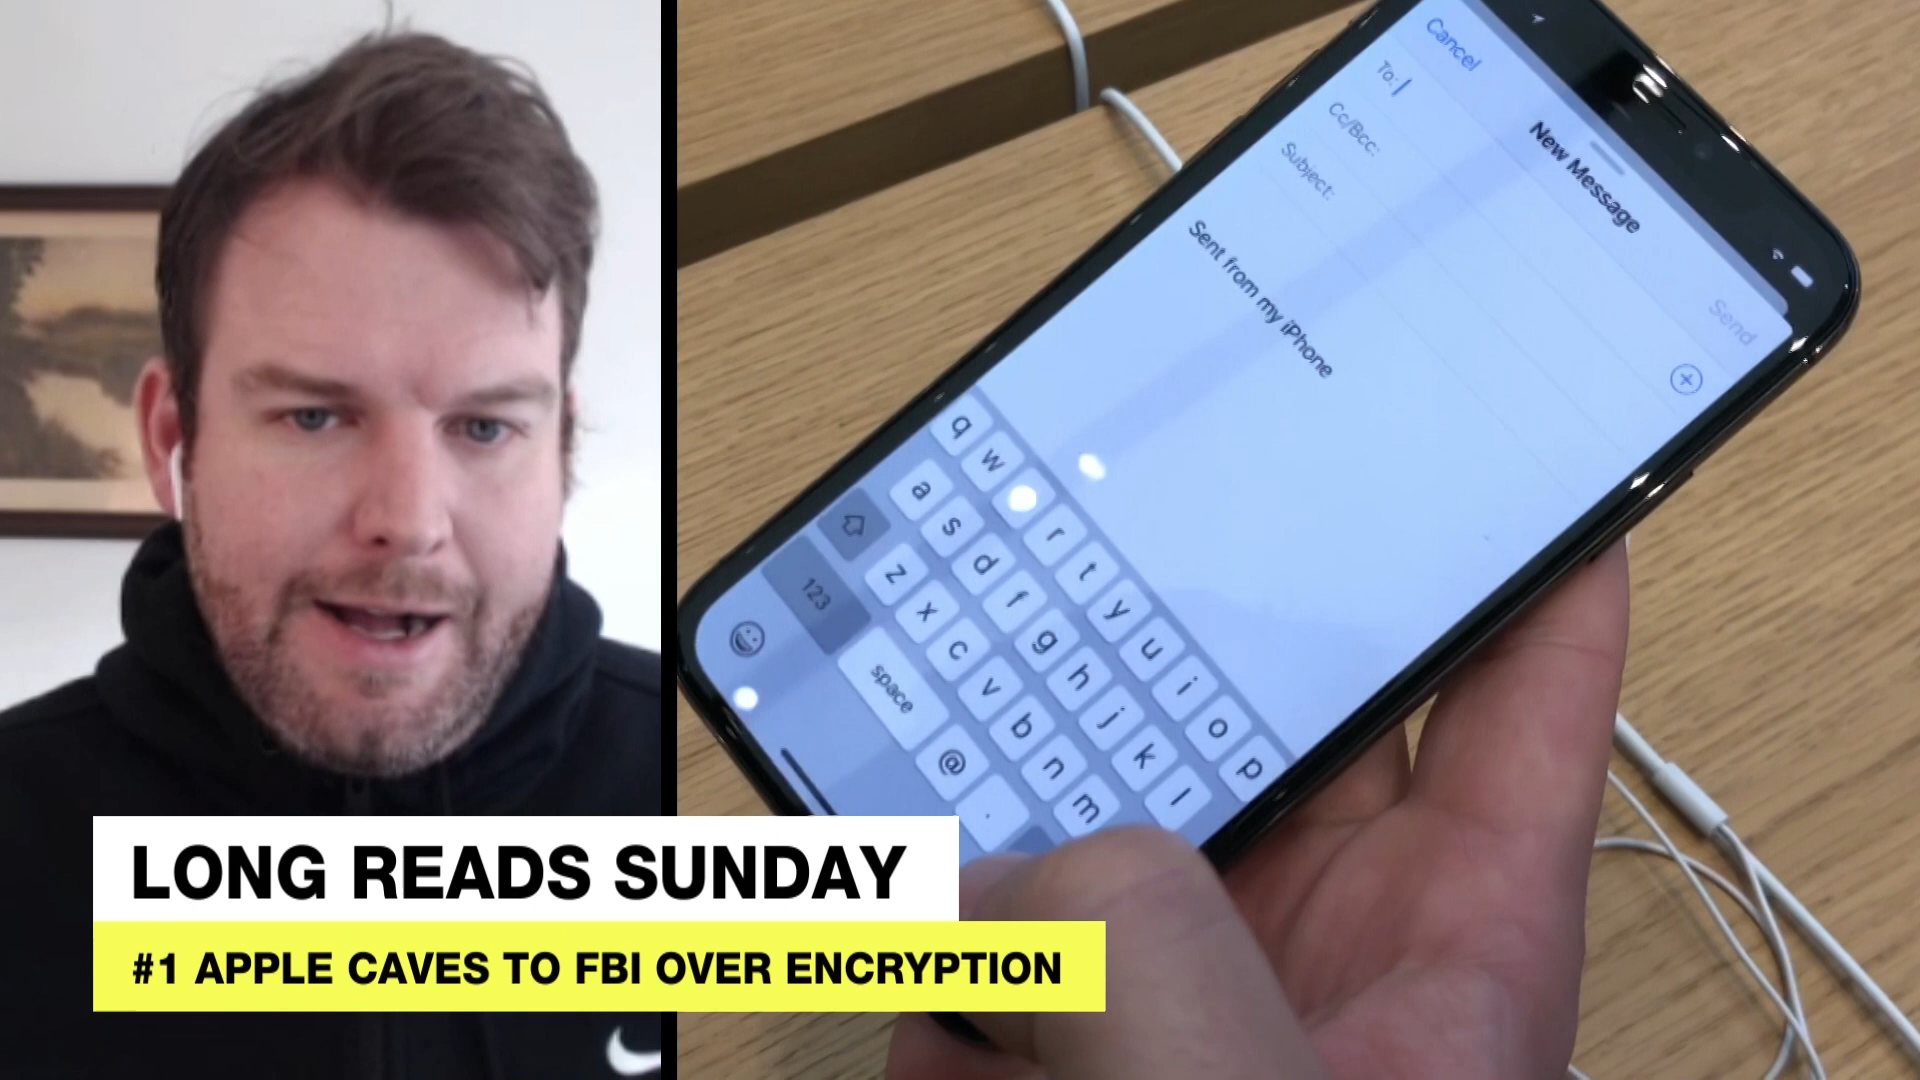 Cancel
New Message
Send
To:
Cc/Bcc:
Subject:
Sent from my iPhone
q w r t y u i o p
a s d f g h j k l
z x c v b n m
123
space
@
.
LONG READS SUNDAY
#1 APPLE CAVES TO FBI OVER ENCRYPTION